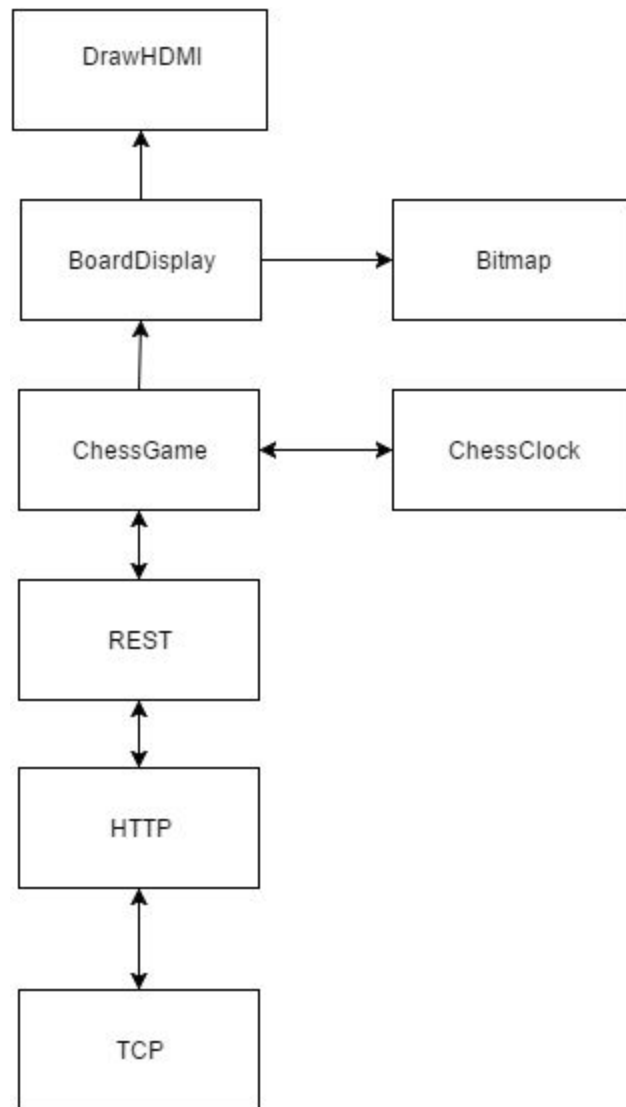 DrawHDMI
BoardDisplay
Bitmap
ChessGame
ChessClock
REST
HTTP
TCP